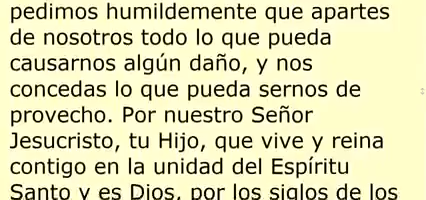 pedimos humildemente que apartes
de nosotros todo lo que pueda
causarnos algún daño, y nos
concedas lo que pueda sernos de
provecho. Por nuestro Señor
Jesucristo, tu Hijo, que vive y reina
contigo en la unidad del Espíritu
Santo y es Dios, por los siglos de los